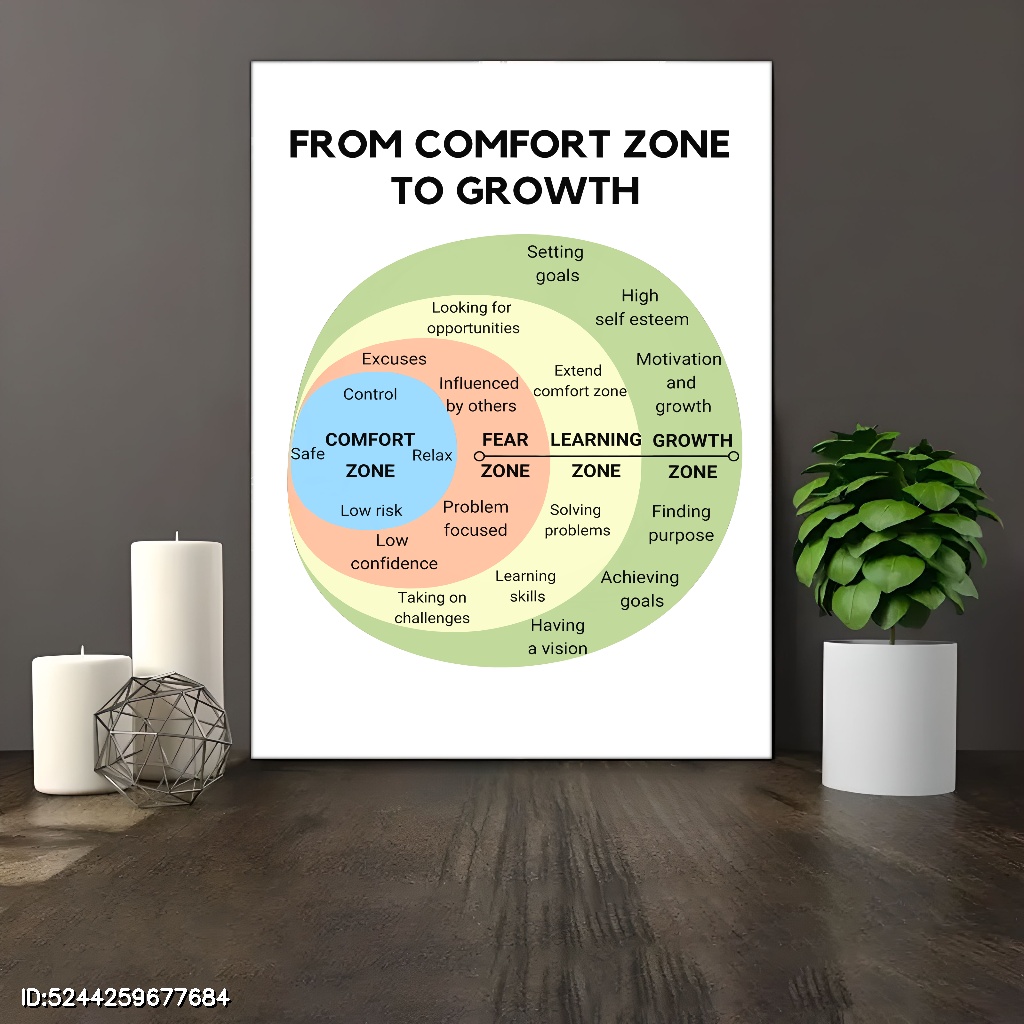 FROM COMFORT ZONE
TO GROWTH
Setting
goals
High
self esteem
Motivation
and
growth
GROWTH
ZONE
Finding
purpose
Achieving
goals
Having
a vision
Looking for
opportunities
Extend
comfort zone
LEARNING
ZONE
Solving
problems
Learning
skills
Taking on
challenges
Excuses
Influenced
by others
FEAR
ZONE
Problem
focused
Low
confidence
Control
COMFORT
ZONE
Safe
Relax
Low risk
ID:5244259677684